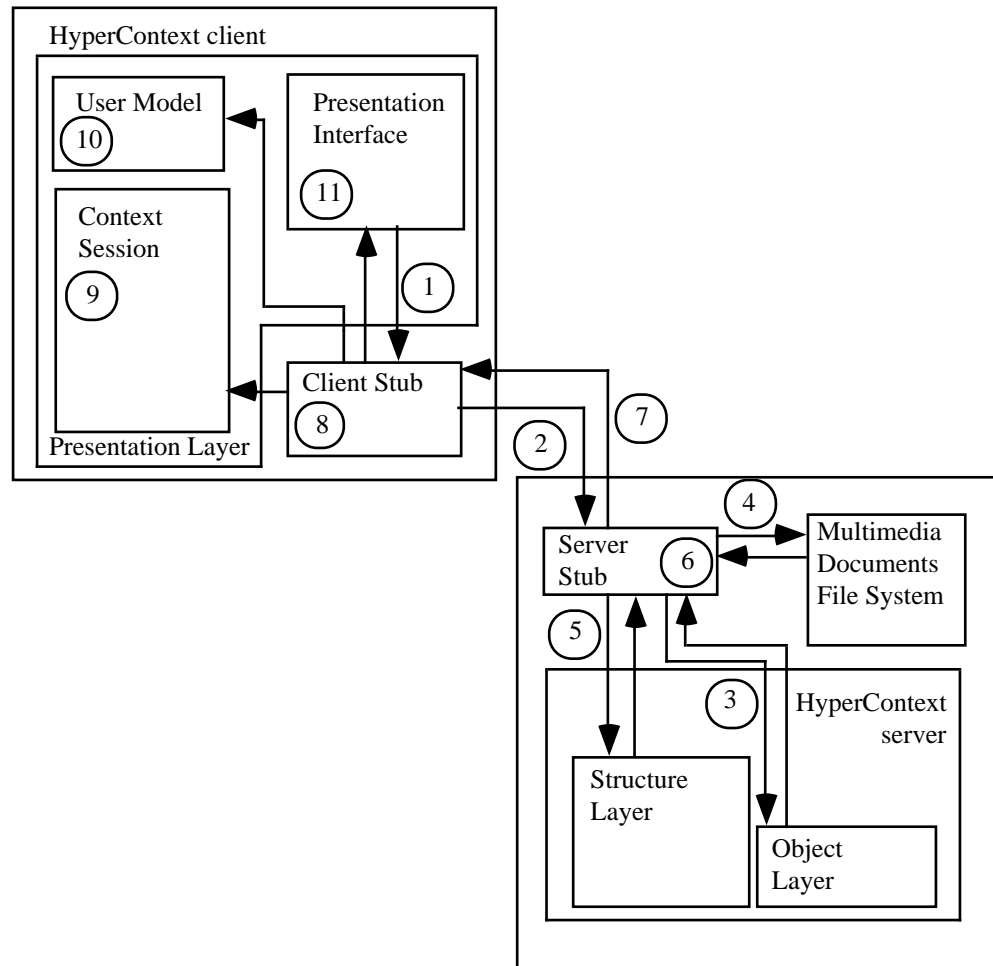 HyperContext client
User Model
10
Presentation
Interface
11
Context
Session
9
1
Client Stub
8
Presentation Layer
7
2
4
Server
Stub
6
Multimedia
Documents
File System
5
3
HyperContext
server
Structure
Layer
Object
Layer